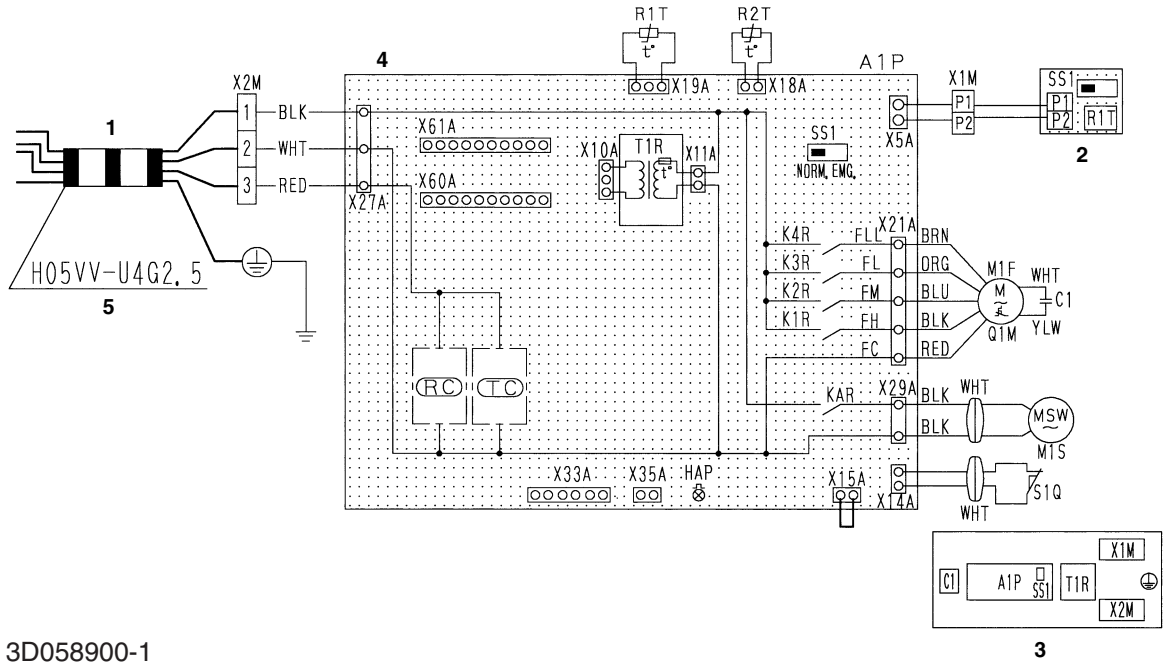 R1T
R2T
t°
t°
4
A1P
X19A
X18A
X2M
X1M
SS1
1
BLK
P1
P1
R1T
P2
P2
X5A
2
1
X61A
SS1
NORM. EMG.
2
WHT
X10A
T1R
X11A
t°
3
RED
X60A
X27A
X21A
K4R
FLL
BRN
K3R
FL
ORG
M1F
WHT
H05VV-U4G2.5
5
K2R
FM
BLU
M
~
C1
K1R
FH
BLK
Q1M
YLW
FC
RED
RC
TC
KAR
X29A
BLK
WHT
MSW
~
BLK
M1S
X33A
X35A
HAP
X15A
X14A
S1Q
WHT
X1M
C1
A1P
SS1
T1R
X2M
3D058900-1
3